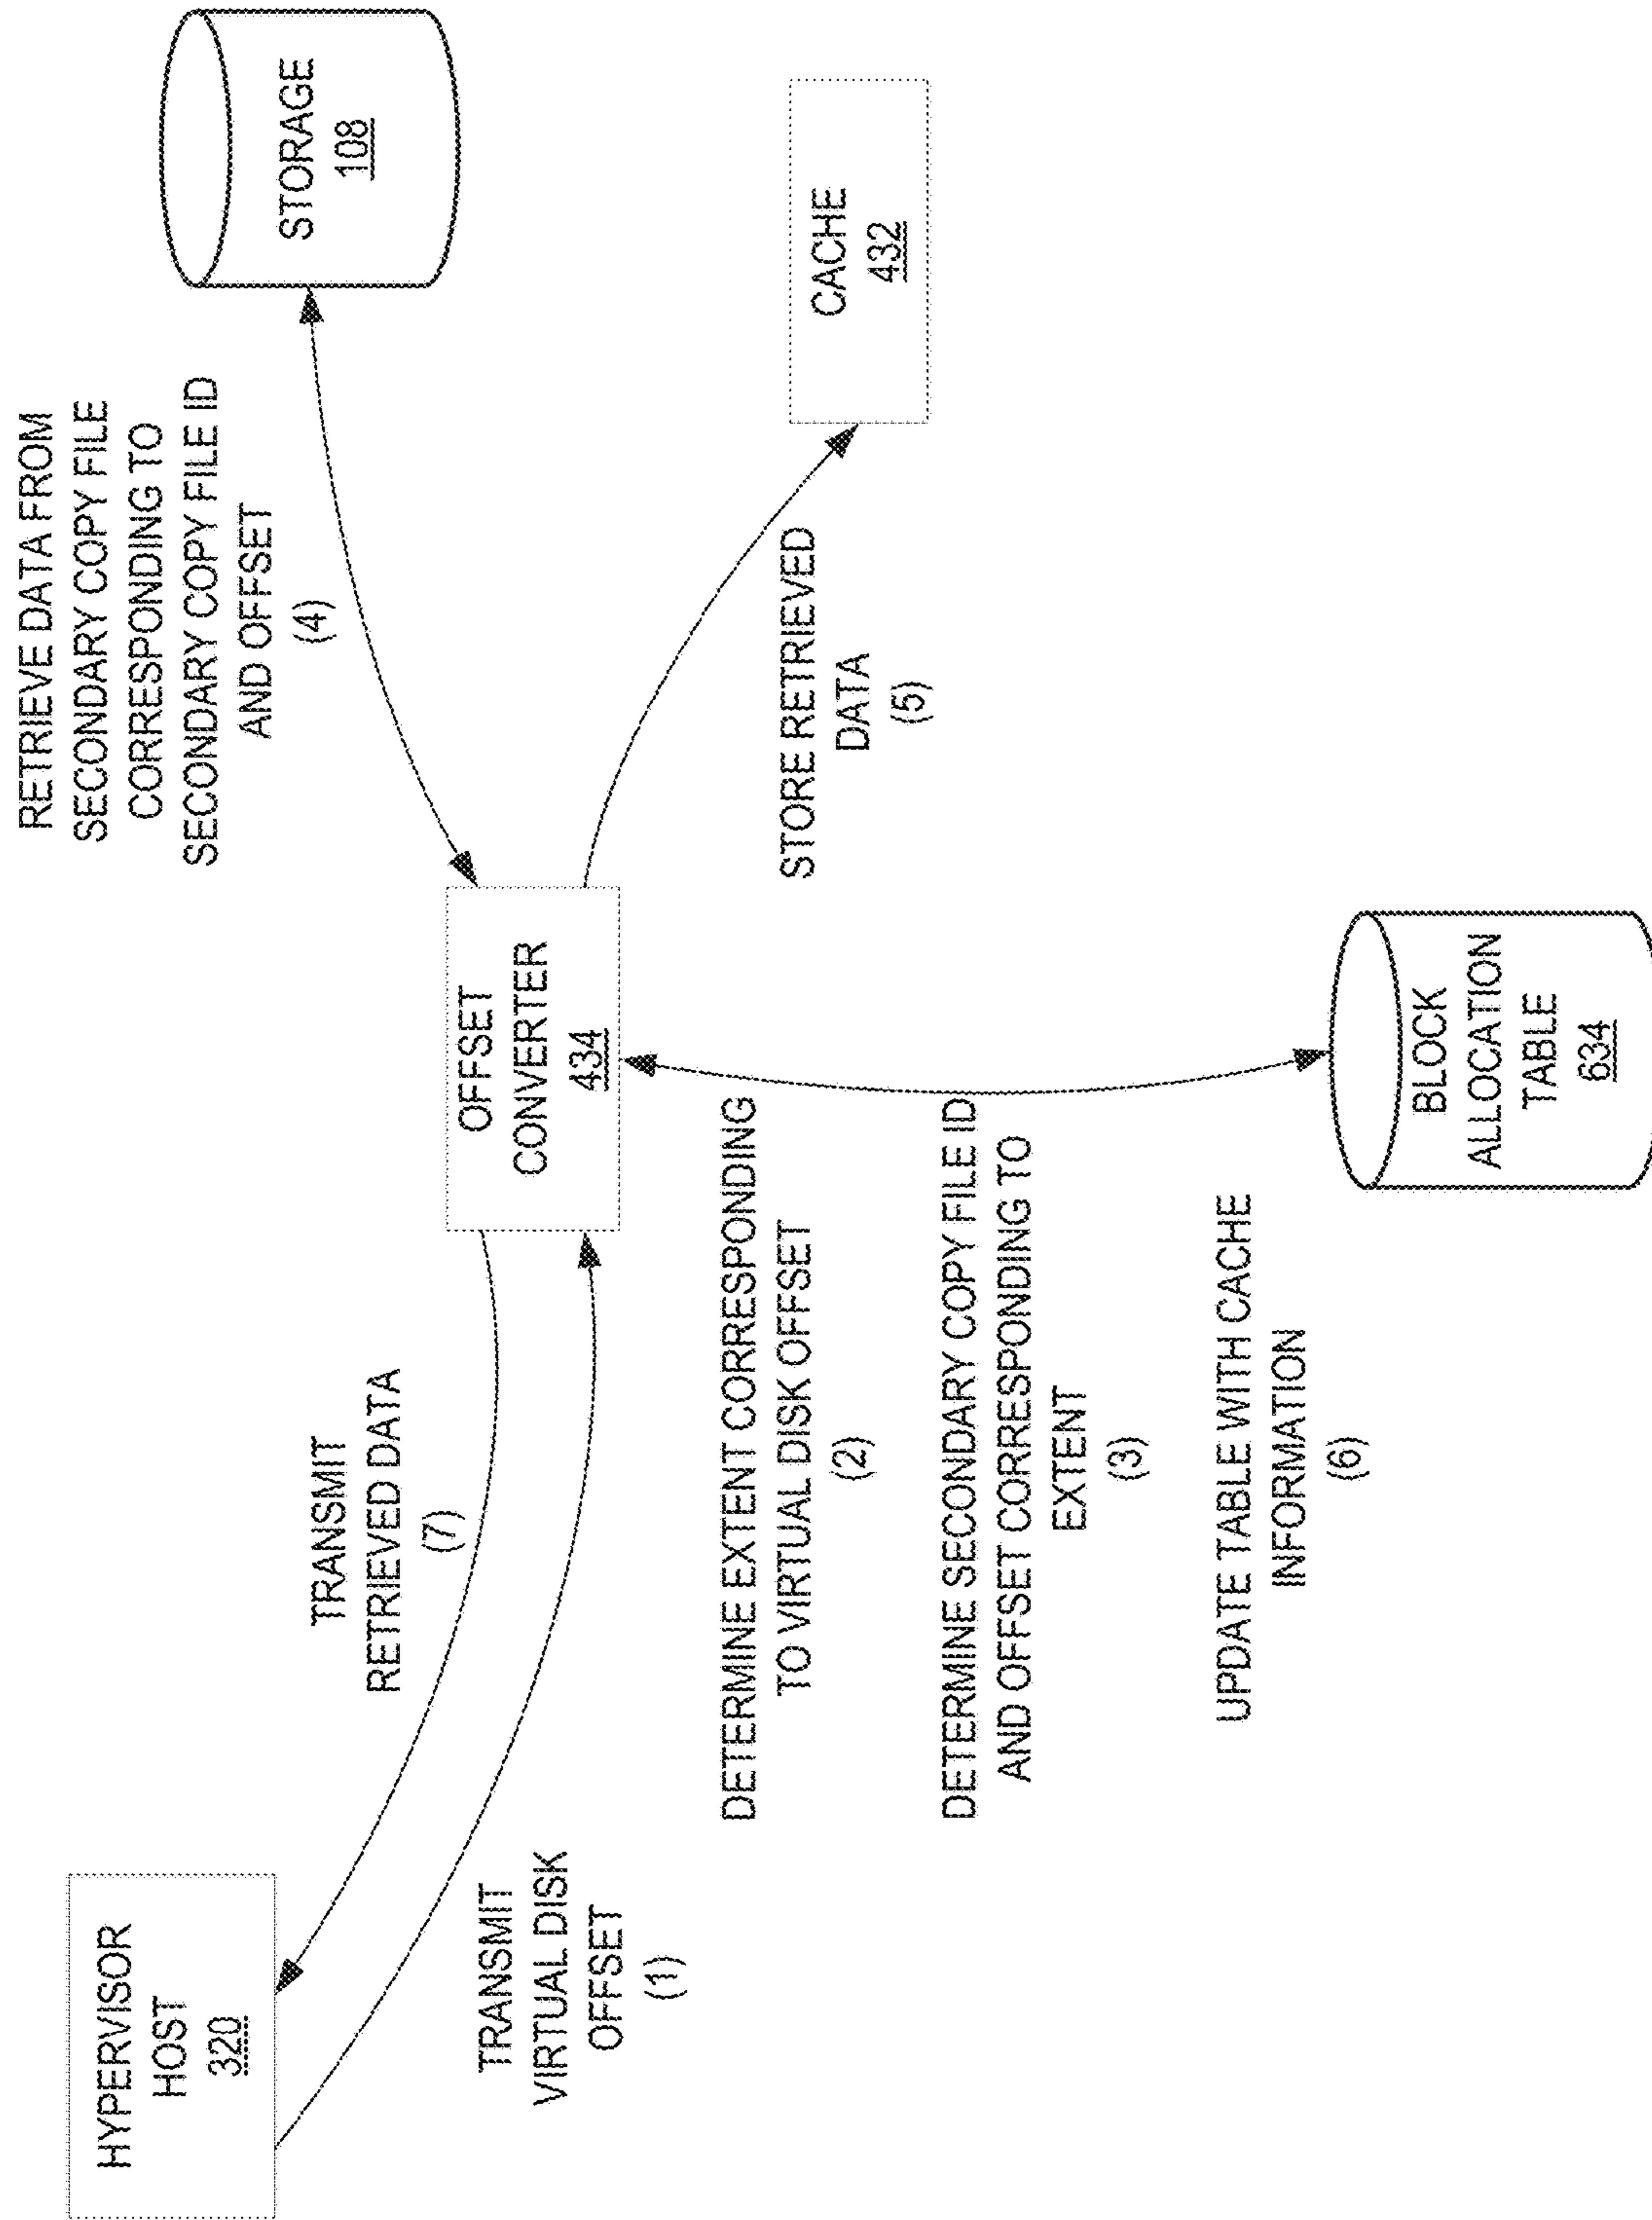 HYPERVISOR
HOST
320
TRANSMIT
RETRIEVED DATA
(7)
TRANSMIT
VIRTUAL DISK
OFFSET
(1)
OFFSET
CONVERTER
434
RETRIEVE DATA FROM
SECONDARY COPY FILE
CORRESPONDING TO
SECONDARY COPY FILE ID
AND OFFSET
(4)
STORAGE
108
STORE RETRIEVED
DATA
(5)
CACHE
432
DETERMINE EXTENT CORRESPONDING
TO VIRTUAL DISK OFFSET
(2)
DETERMINE SECONDARY COPY FILE ID
AND OFFSET CORRESPONDING TO
EXTENT
(3)
UPDATE TABLE WITH CACHE
INFORMATION
(6)
BLOCK
ALLOCATION
TABLE
634